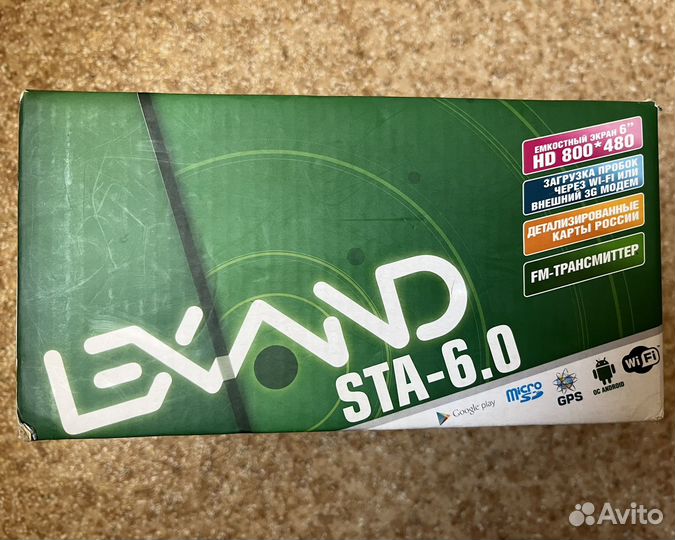 ЕМКОСТНЫЙ ЭКРАН 6"
HD 800*480
ЗАГРУЗКА ПРОБОК
ЧЕРЕЗ WI-FI ИЛИ
ВНЕШНИЙ 3G МОДЕМ
ДЕТАЛИЗИРОВАННЫЕ
КАРТЫ РОССИИ
FM-ТРАНСМИТТЕР
LEXAND
STA-6.0
Google play
micro SD
GPS
ОС ANDROID
WiFi
Avito